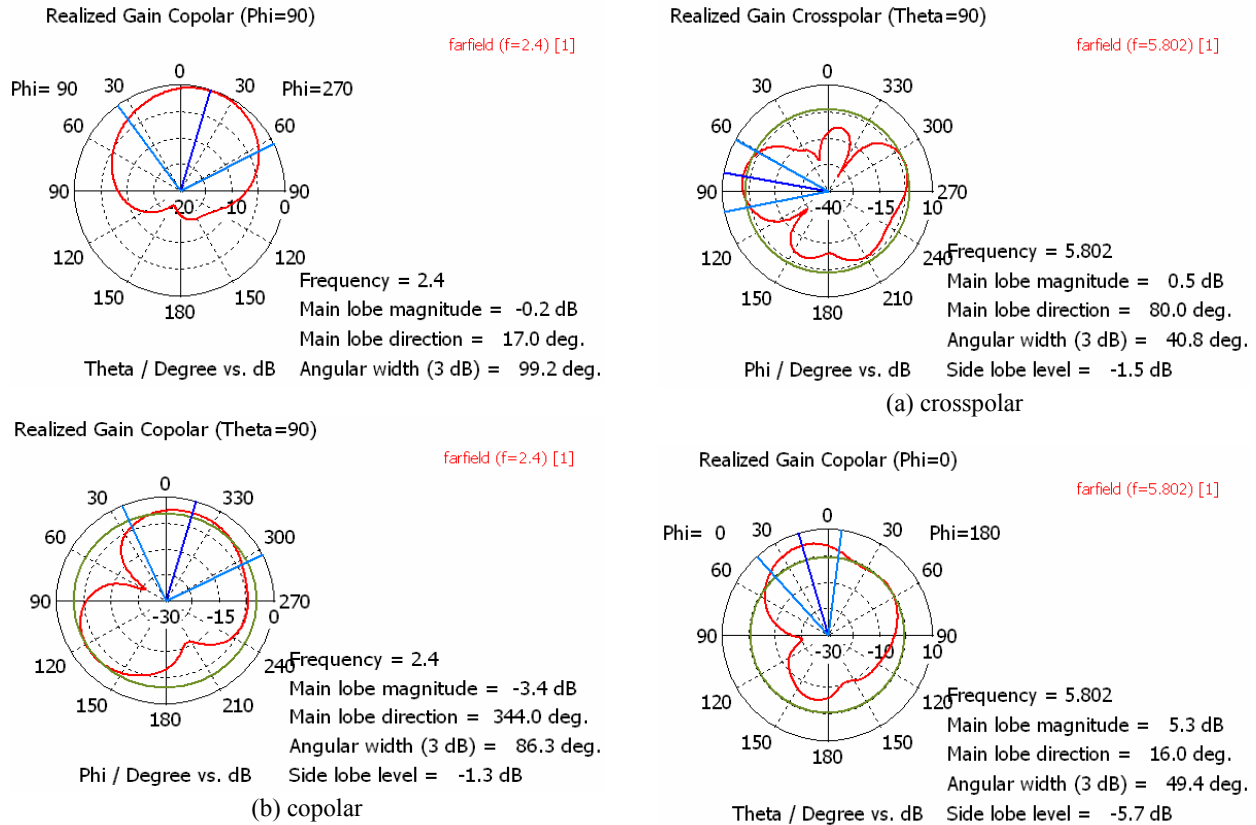 Realized Gain Copolar (Phi=90)
farfield (f=2.4) [1]
0
30 30
Phi= 90 Phi=270
60 60
90 -20 -10 0 90
120 120
150 150
180
Frequency = 2.4
Main lobe magnitude = -0.2 dB
Main lobe direction = 17.0 deg.
Angular width (3 dB) = 99.2 deg.
Theta / Degree vs. dB
Realized Gain Copolar (Theta=90)
farfield (f=2.4) [1]
0
30 330
60 300
90 -30 -15 0 270
120 240
150 210
180
Frequency = 2.4
Main lobe magnitude = -3.4 dB
Main lobe direction = 344.0 deg.
Angular width (3 dB) = 86.3 deg.
Phi / Degree vs. dB
Side lobe level = -1.3 dB
(b) copolar
Realized Gain Crosspolar (Theta=90)
farfield (f=5.802) [1]
0
30 330
60 300
90 -40 -15 10 270
120 240
150 210
180
Frequency = 5.802
Main lobe magnitude = 0.5 dB
Main lobe direction = 80.0 deg.
Angular width (3 dB) = 40.8 deg.
Phi / Degree vs. dB
Side lobe level = -1.5 dB
(a) crosspolar
Realized Gain Copolar (Phi=0)
farfield (f=5.802) [1]
0
30 30
Phi= 0 Phi=180
60 60
90 -30 -10 10 90
120 120
150 150
180
Frequency = 5.802
Main lobe magnitude = 5.3 dB
Main lobe direction = 16.0 deg.
Angular width (3 dB) = 49.4 deg.
Theta / Degree vs. dB
Side lobe level = -5.7 dB